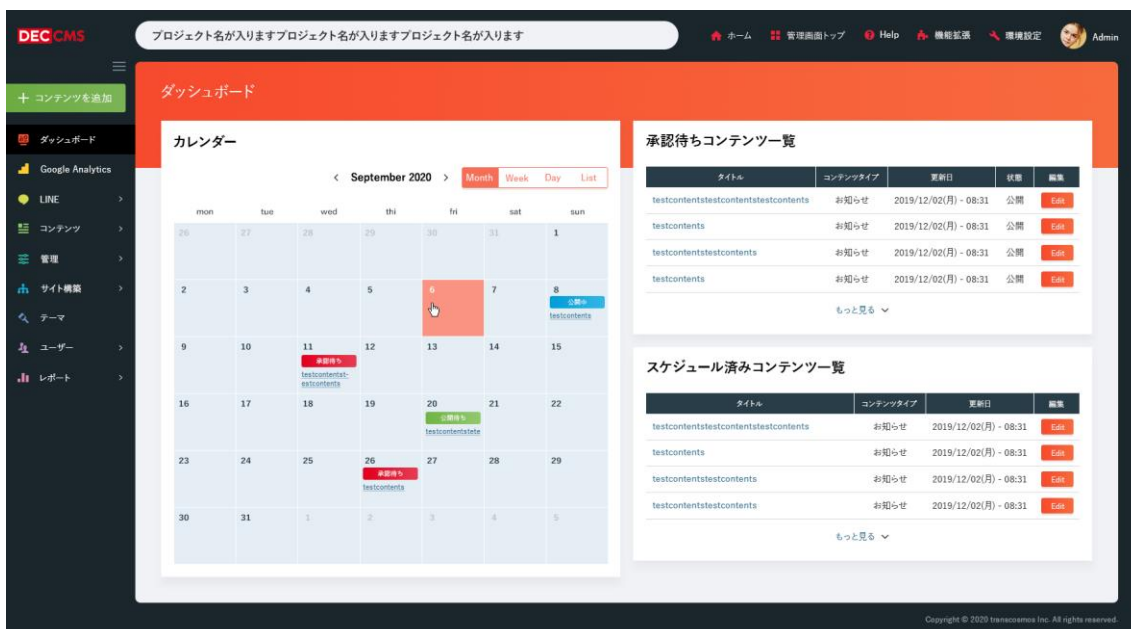 DEC CMS
プロジェクト名が入りますプロジェクト名が入りますプロジェクト名が入ります
ホーム 管理画面トップ Help 機能拡張 環境設定 Admin
+ コンテンツを追加
ダッシュボード
Google Analytics
LINE
コンテンツ
管理
サイト構築
テーマ
ユーザー
レポート
ダッシュボード
カレンダー
< September 2020 > Month Week Day List
mon tue wed thi fri sat sun
26 27 28 29 30 31 1
2 3 4 5 6 7 8
公開中
testcontents
9 10 11 12 13 14 15
承認待ち
testcontentst-
estcontents
16 17 18 19 20 21 22
公開待ち
testcontentstete
23 24 25 26 27 28 29
承認待ち
testcontents
30 31 1 2 3 4 5
承認待ちコンテンツ一覧
タイトル コンテンツタイプ 更新日 状態 編集
testcontentstestcontentstestcontents お知らせ 2019/12/02(月) - 08:31 公開 Edit
testcontents お知らせ 2019/12/02(月) - 08:31 公開 Edit
testcontentstestcontents お知らせ 2019/12/02(月) - 08:31 公開 Edit
testcontents お知らせ 2019/12/02(月) - 08:31 公開 Edit
もっと見る
スケジュール済みコンテンツ一覧
タイトル コンテンツタイプ 更新日 編集
testcontentstestcontentstestcontents お知らせ 2019/12/02(月) - 08:31 Edit
testcontents お知らせ 2019/12/02(月) - 08:31 Edit
testcontentstestcontents お知らせ 2019/12/02(月) - 08:31 Edit
testcontentstestcontents お知らせ 2019/12/02(月) - 08:31 Edit
もっと見る
Copyright © 2020 transcosmos Inc. All rights reserved.